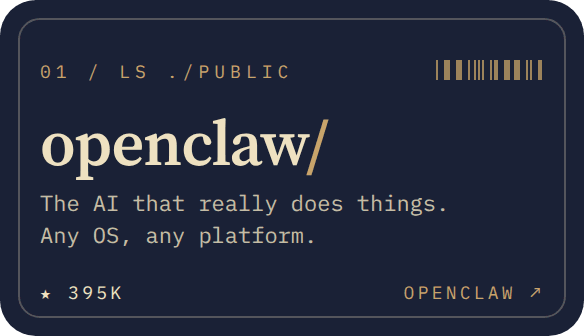 01 / LS ./PUBLIC
openclaw/
The AI that really does things.
Any OS, any platform.
★ 395K
OPENCLAW ↗